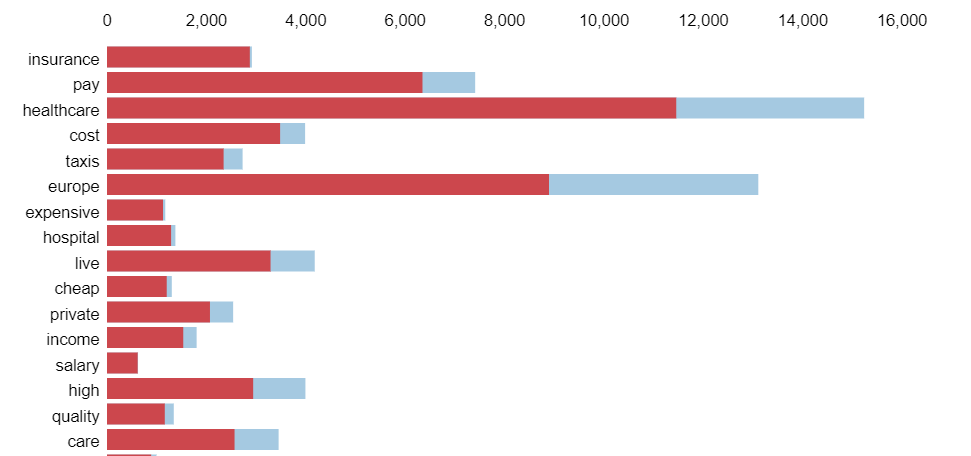 0 2,000 4,000 6,000 8,000 10,000 12,000 14,000 16,000
insurance
pay
healthcare
cost
taxis
europe
expensive
hospital
live
cheap
private
income
salary
high
quality
care